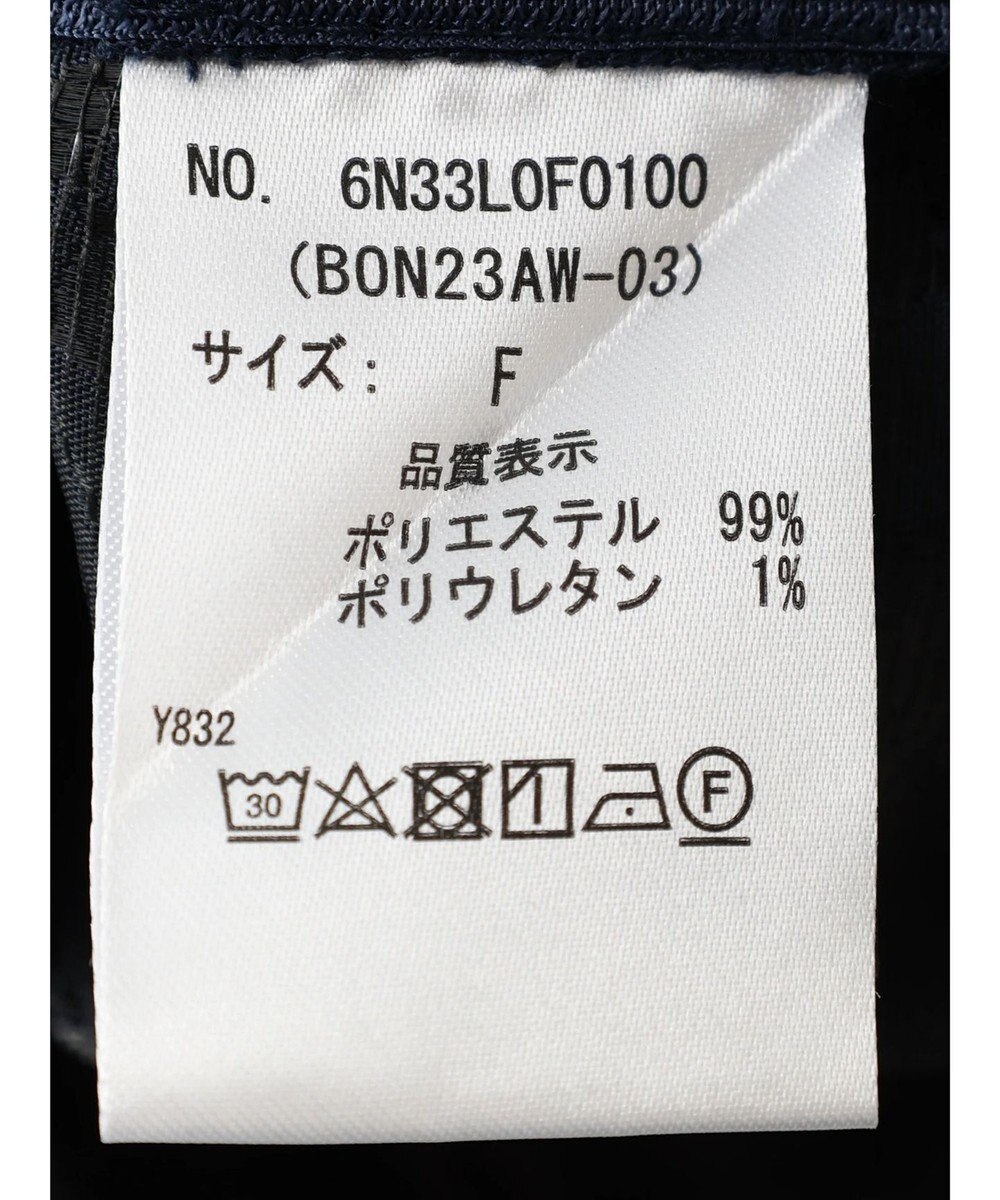 NO. 6N33L0F0100
(BON23AW-03)
サイズ: F
品質表示
ポリエステル 99%
ポリウレタン 1%
Y832
30 F